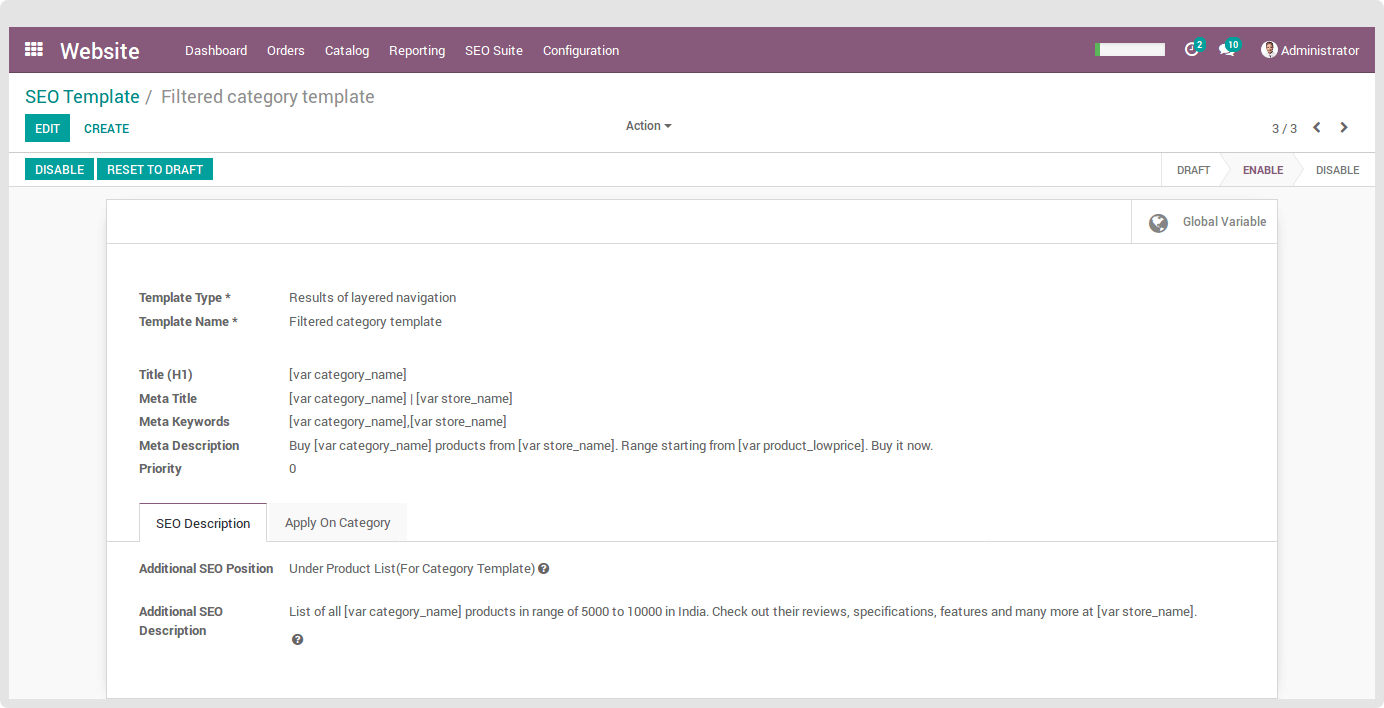 Website Dashboard Orders Catalog Reporting SEO Suite Configuration 2 10 Administrator
SEO Template / Filtered category template
EDIT CREATE Action 3 / 3
DISABLE RESET TO DRAFT DRAFT ENABLE DISABLE
Global Variable
Template Type * Results of layered navigation
Template Name * Filtered category template
Title (H1) [var category_name]
Meta Title [var category_name] | [var store_name]
Meta Keywords [var category_name],[var store_name]
Meta Description Buy [var category_name] products from [var store_name]. Range starting from [var product_lowprice]. Buy it now.
Priority 0
SEO Description Apply On Category
Additional SEO Position Under Product List(For Category Template) ?
Additional SEO List of all [var category_name] products in range of 5000 to 10000 in India. Check out their reviews, specifications, features and many more at [var store_name].
Description
?